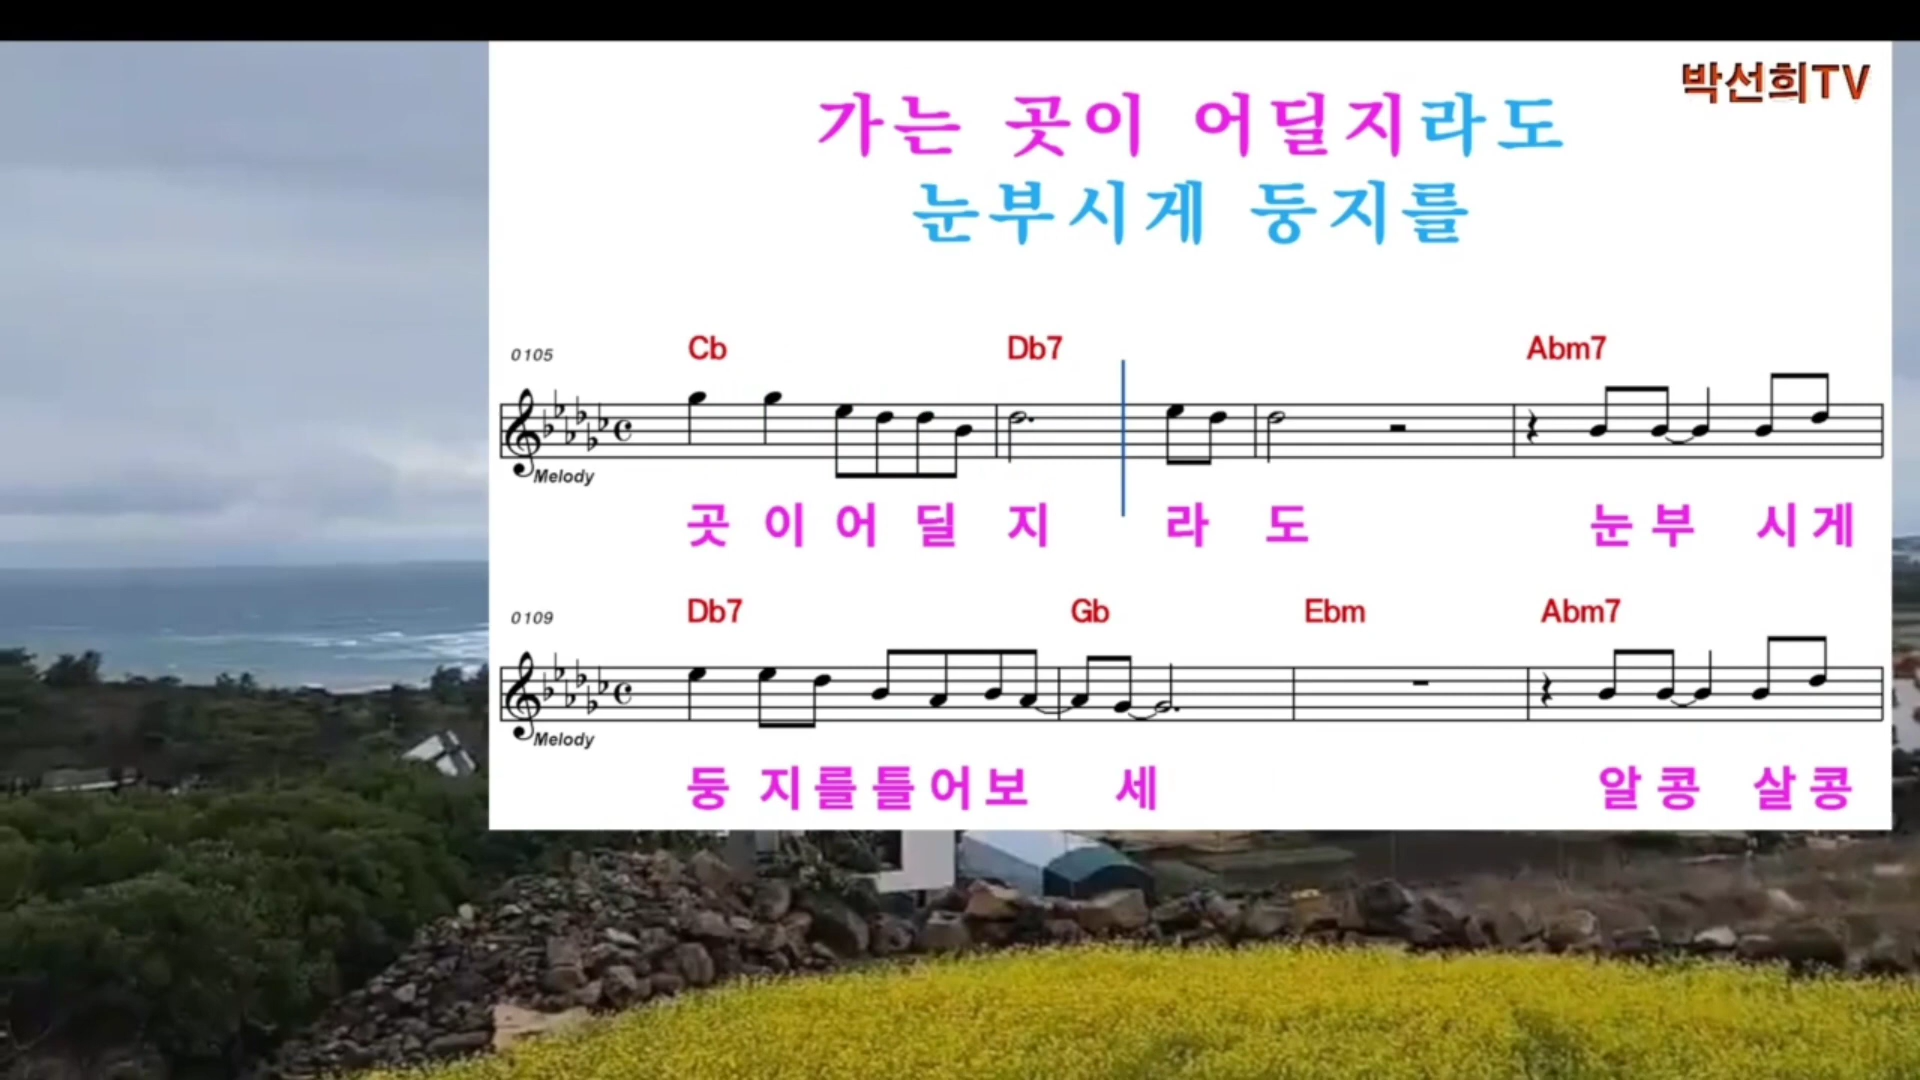 박선희TV
가는 곳이 어딜지라도
눈부시게 둥지를
0105 Cb Db7 Abm7
Melody
곳 이 어 딜 지 라 도 눈 부 시 게
0109 Db7 Gb Ebm Abm7
Melody
둥 지 를 틀 어 보 세 알 콩 살 콩